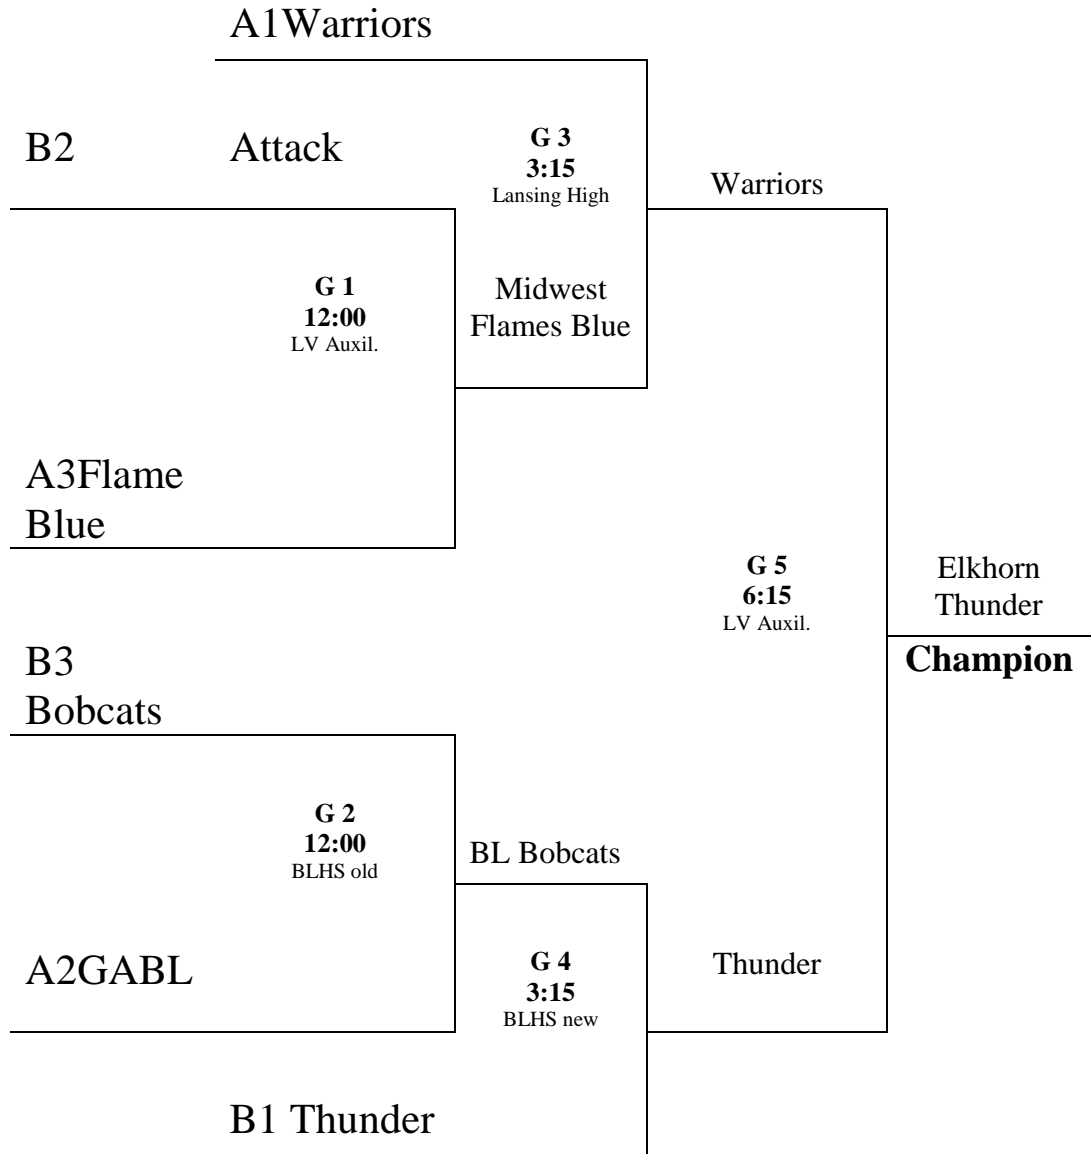 A1Warriors
B2 Attack
G 3
3:15
Lansing High
Warriors
G 1
12:00
LV Auxil.
Midwest
Flames Blue
A3Flame
Blue
G 5
6:15
LV Auxil.
Elkhorn
Thunder
Champion
B3
Bobcats
G 2
12:00
BLHS old
BL Bobcats
A2GABL
G 4
3:15
BLHS new
Thunder
B1 Thunder